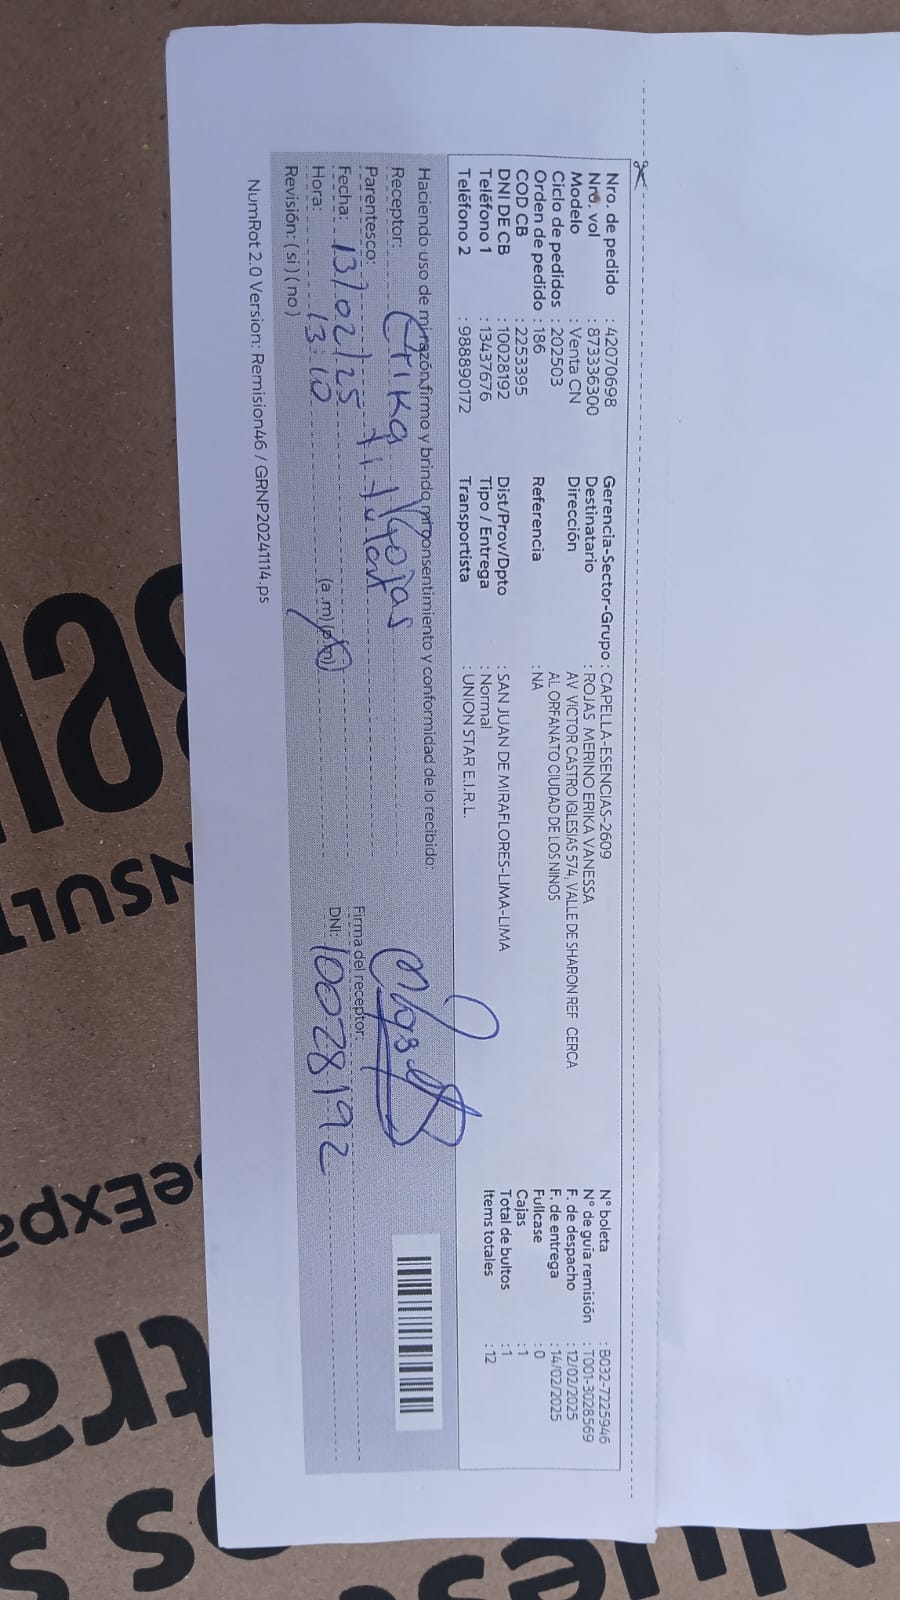 Nro. de pedido : 42070698
Nro. vol : 873336300
Modelo : Venta CN
Ciclo de pedidos : 202503
Orden de pedido : 186
COD CB : 2253395
DNI DE CB : 10028192
Teléfono 1 : 13437676
Teléfono 2 : 988890172
Gerencia-Sector-Grupo : CAPELLA-ESENCIAS-2609
Destinatario : ROJAS MERINO ERIKA VANESSA
Dirección : AV VICTOR CASTRO IGLESIAS 574, VALLE DE SHARON REF CERCA
AL ORFANATO CIUDAD DE LOS NINOS
Referencia : NA
Dist/Prov/Dpto : SAN JUAN DE MIRAFLORES-LIMA-LIMA
Tipo / Entrega : Normal
Transportista : UNION STAR E.I.R.L.
N° boleta : B032-7225946
N° de guía remisión : T001-3028569
F. de despacho : 12/02/2025
F. de entrega : 14/02/2025
Fullcase : 0
Cajas : 1
Total de bultos : 1
Items totales : 12
Haciendo uso de mi razón, firmo y brindo mi consentimiento y conformidad de lo recibido:
Receptor: Erika Rojas
Parentesco: titular
Fecha: 13/02/25
Hora: 13:10 (a.m) (p.m)
Revisión: ( si ) ( no )
Firma del receptor:
DNI: 10028192
NumRot 2.0 Version: Remision46 / GRNP20241114.ps